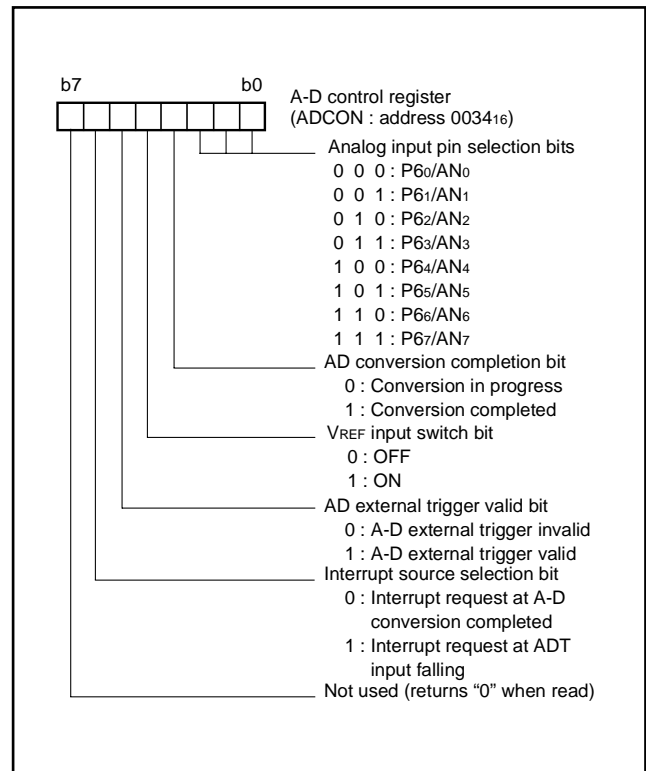 b7 b0
A-D control register
(ADCON : address 0034₁₆)
Analog input pin selection bits
0 0 0 : P6₀/AN₀
0 0 1 : P6₁/AN₁
0 1 0 : P6₂/AN₂
0 1 1 : P6₃/AN₃
1 0 0 : P6₄/AN₄
1 0 1 : P6₅/AN₅
1 1 0 : P6₆/AN₆
1 1 1 : P6₇/AN₇
AD conversion completion bit
0 : Conversion in progress
1 : Conversion completed
VREF input switch bit
0 : OFF
1 : ON
AD external trigger valid bit
0 : A-D external trigger invalid
1 : A-D external trigger valid
Interrupt source selection bit
0 : Interrupt request at A-D
conversion completed
1 : Interrupt request at ADT
input falling
Not used (returns “0” when read)